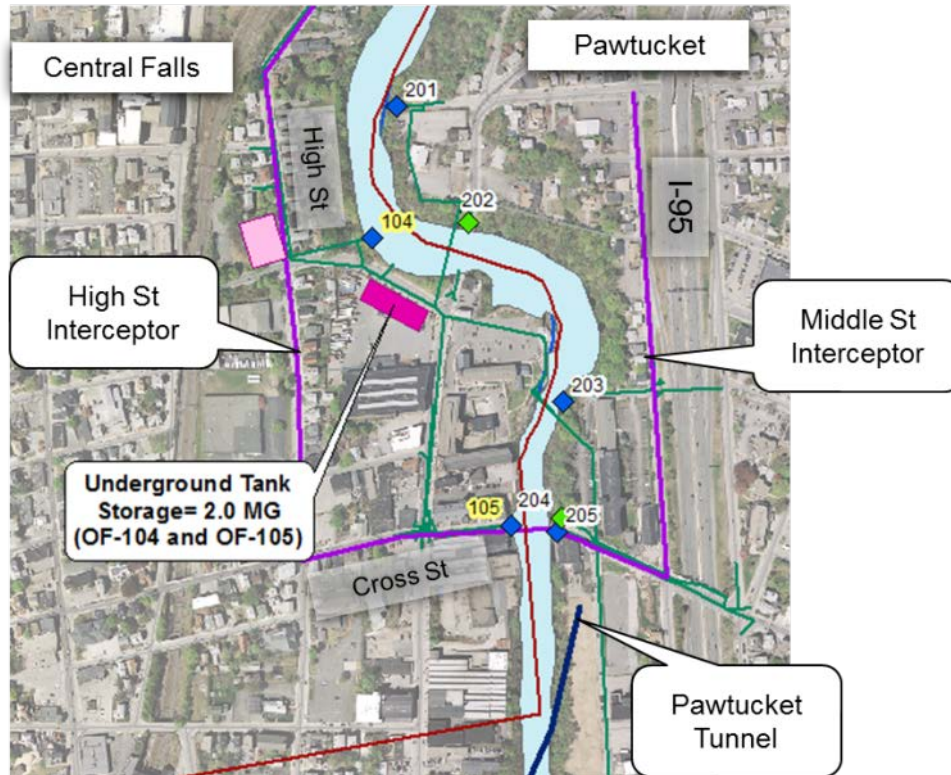 Central Falls
Pawtucket
201
High St
I-95
202
104
High St
Interceptor
Middle St
Interceptor
203
Underground Tank
Storage= 2.0 MG
(OF-104 and OF-105)
105
204
205
Cross St
Pawtucket
Tunnel